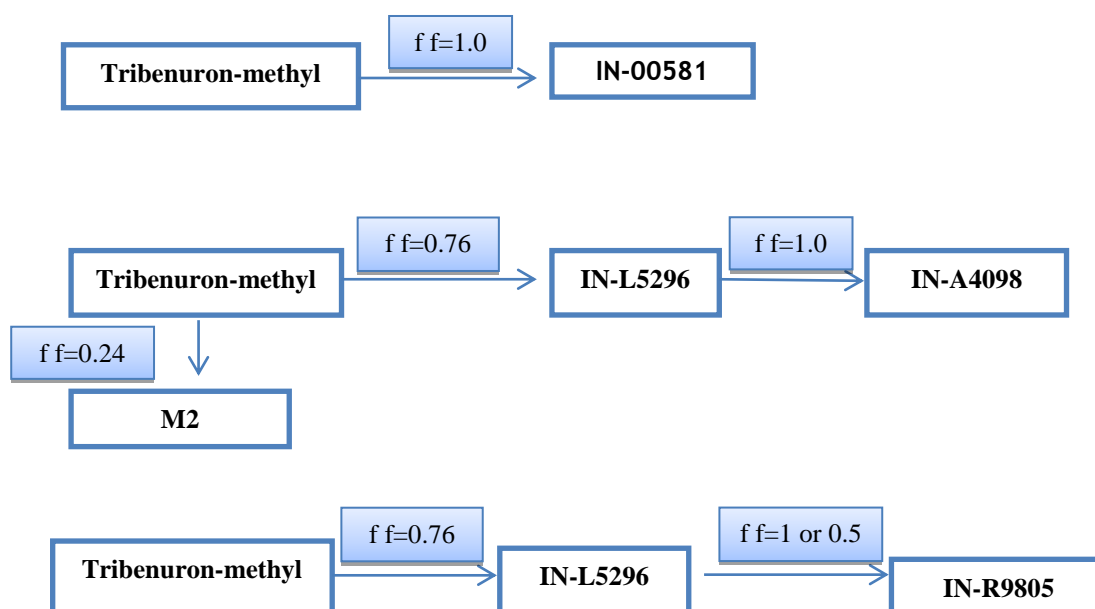 f f=1.0
Tribenuron-methyl
IN-00581
f f=0.76
f f=1.0
Tribenuron-methyl
IN-L5296
IN-A4098
f f=0.24
M2
f f=0.76
f f=1 or 0.5
Tribenuron-methyl
IN-L5296
IN-R9805